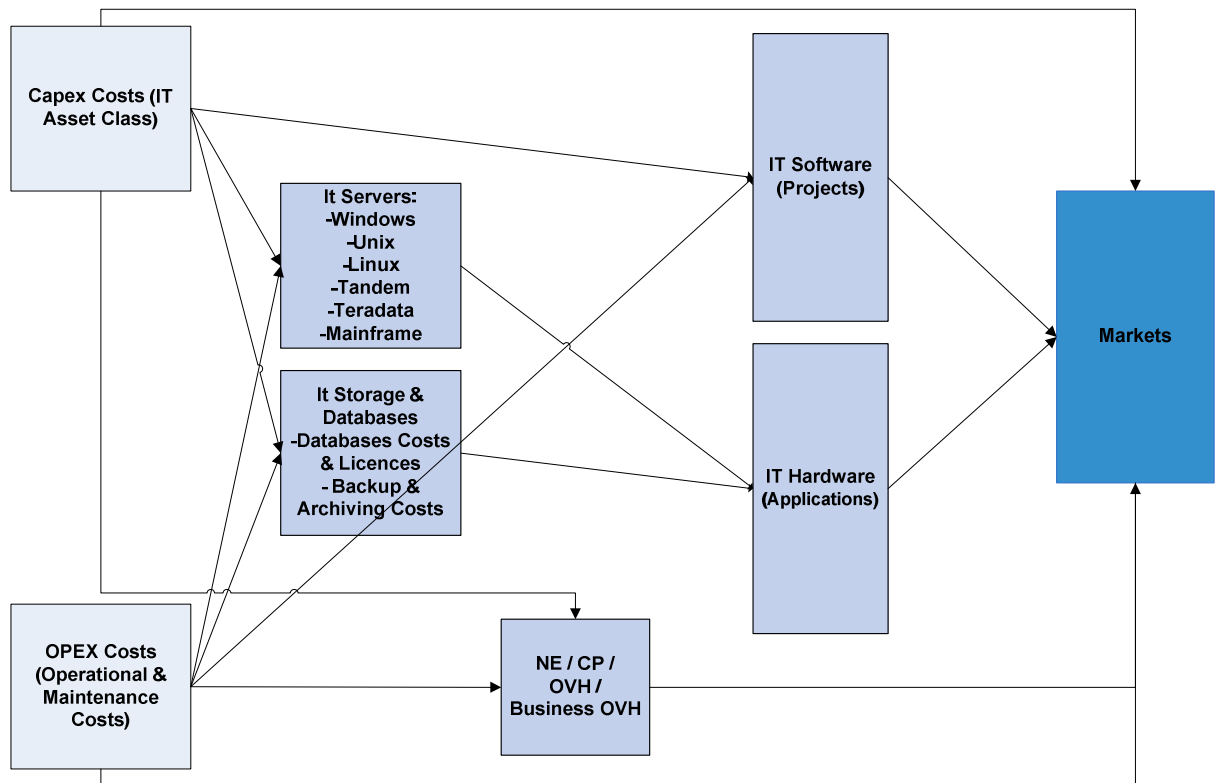 Capex Costs (IT
Asset Class)
IT Software
(Projects)
It Servers:
-Windows
-Unix
-Linux
-Tandem
-Teradata
-Mainframe
Markets
It Storage &
Databases
-Databases Costs
& Licences
- Backup &
Archiving Costs
IT Hardware
(Applications)
OPEX Costs
(Operational &
Maintenance
Costs)
NE / CP /
OVH /
Business OVH